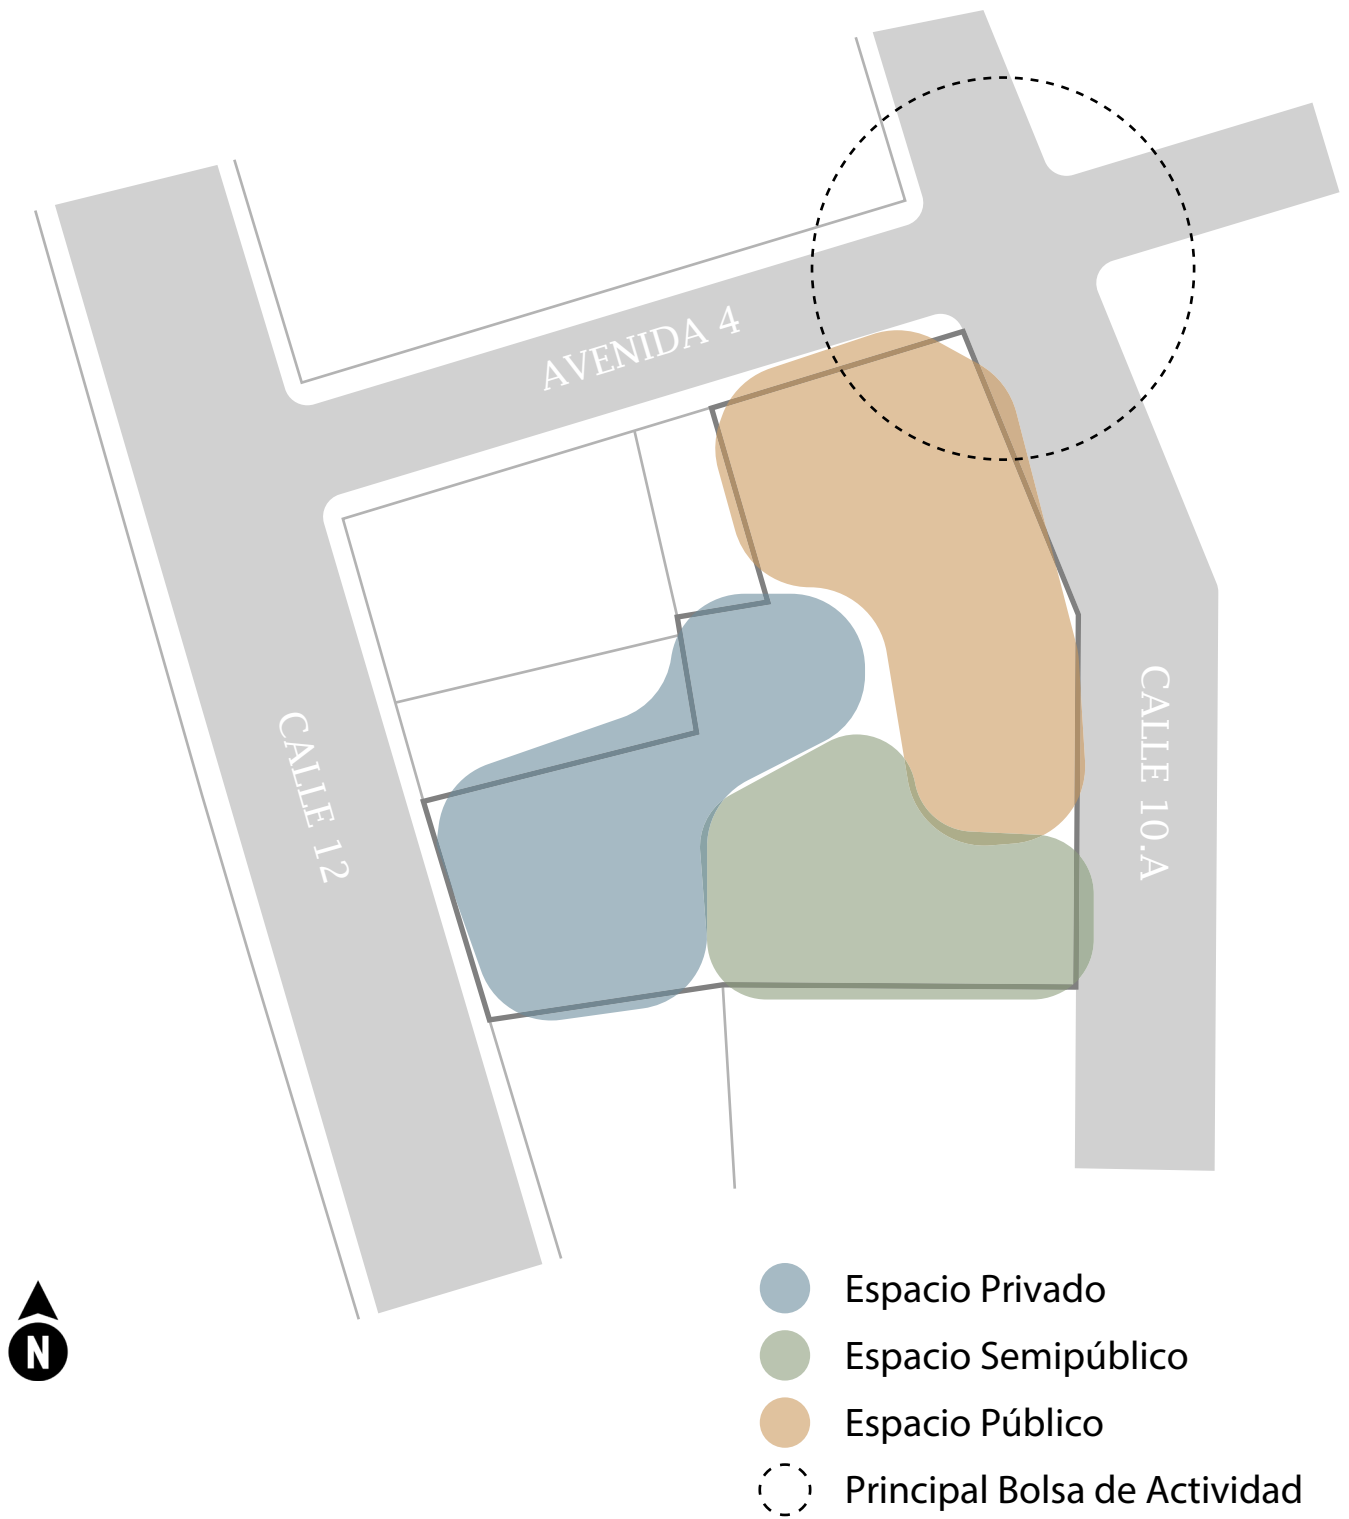 AVENIDA 4
CALLE 12
CALLE 10.A
N
Espacio Privado
Espacio Semipúblico
Espacio Público
Principal Bolsa de Actividad